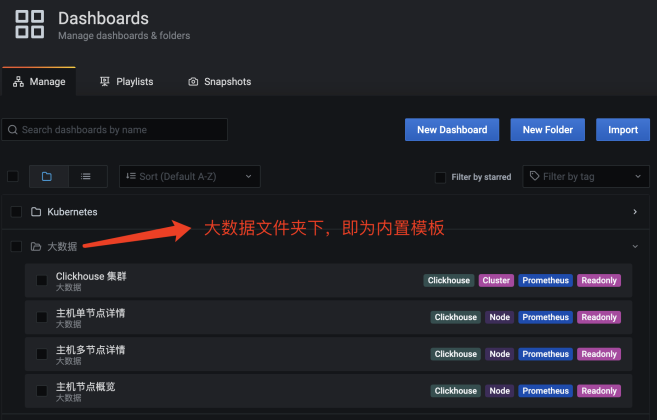 Dashboards
Manage dashboards & folders
Manage Playlists Snapshots
Search dashboards by name New Dashboard New Folder Import
Sort (Default A-Z) Filter by starred Filter by tag
Kubernetes
大数据文件夹下，即为内置模板
大数据
Clickhouse 集群 Clickhouse Cluster Prometheus Readonly
大数据
主机单节点详情 Clickhouse Node Prometheus Readonly
大数据
主机多节点详情 Clickhouse Node Prometheus Readonly
大数据
主机节点概览 Clickhouse Node Prometheus Readonly
大数据